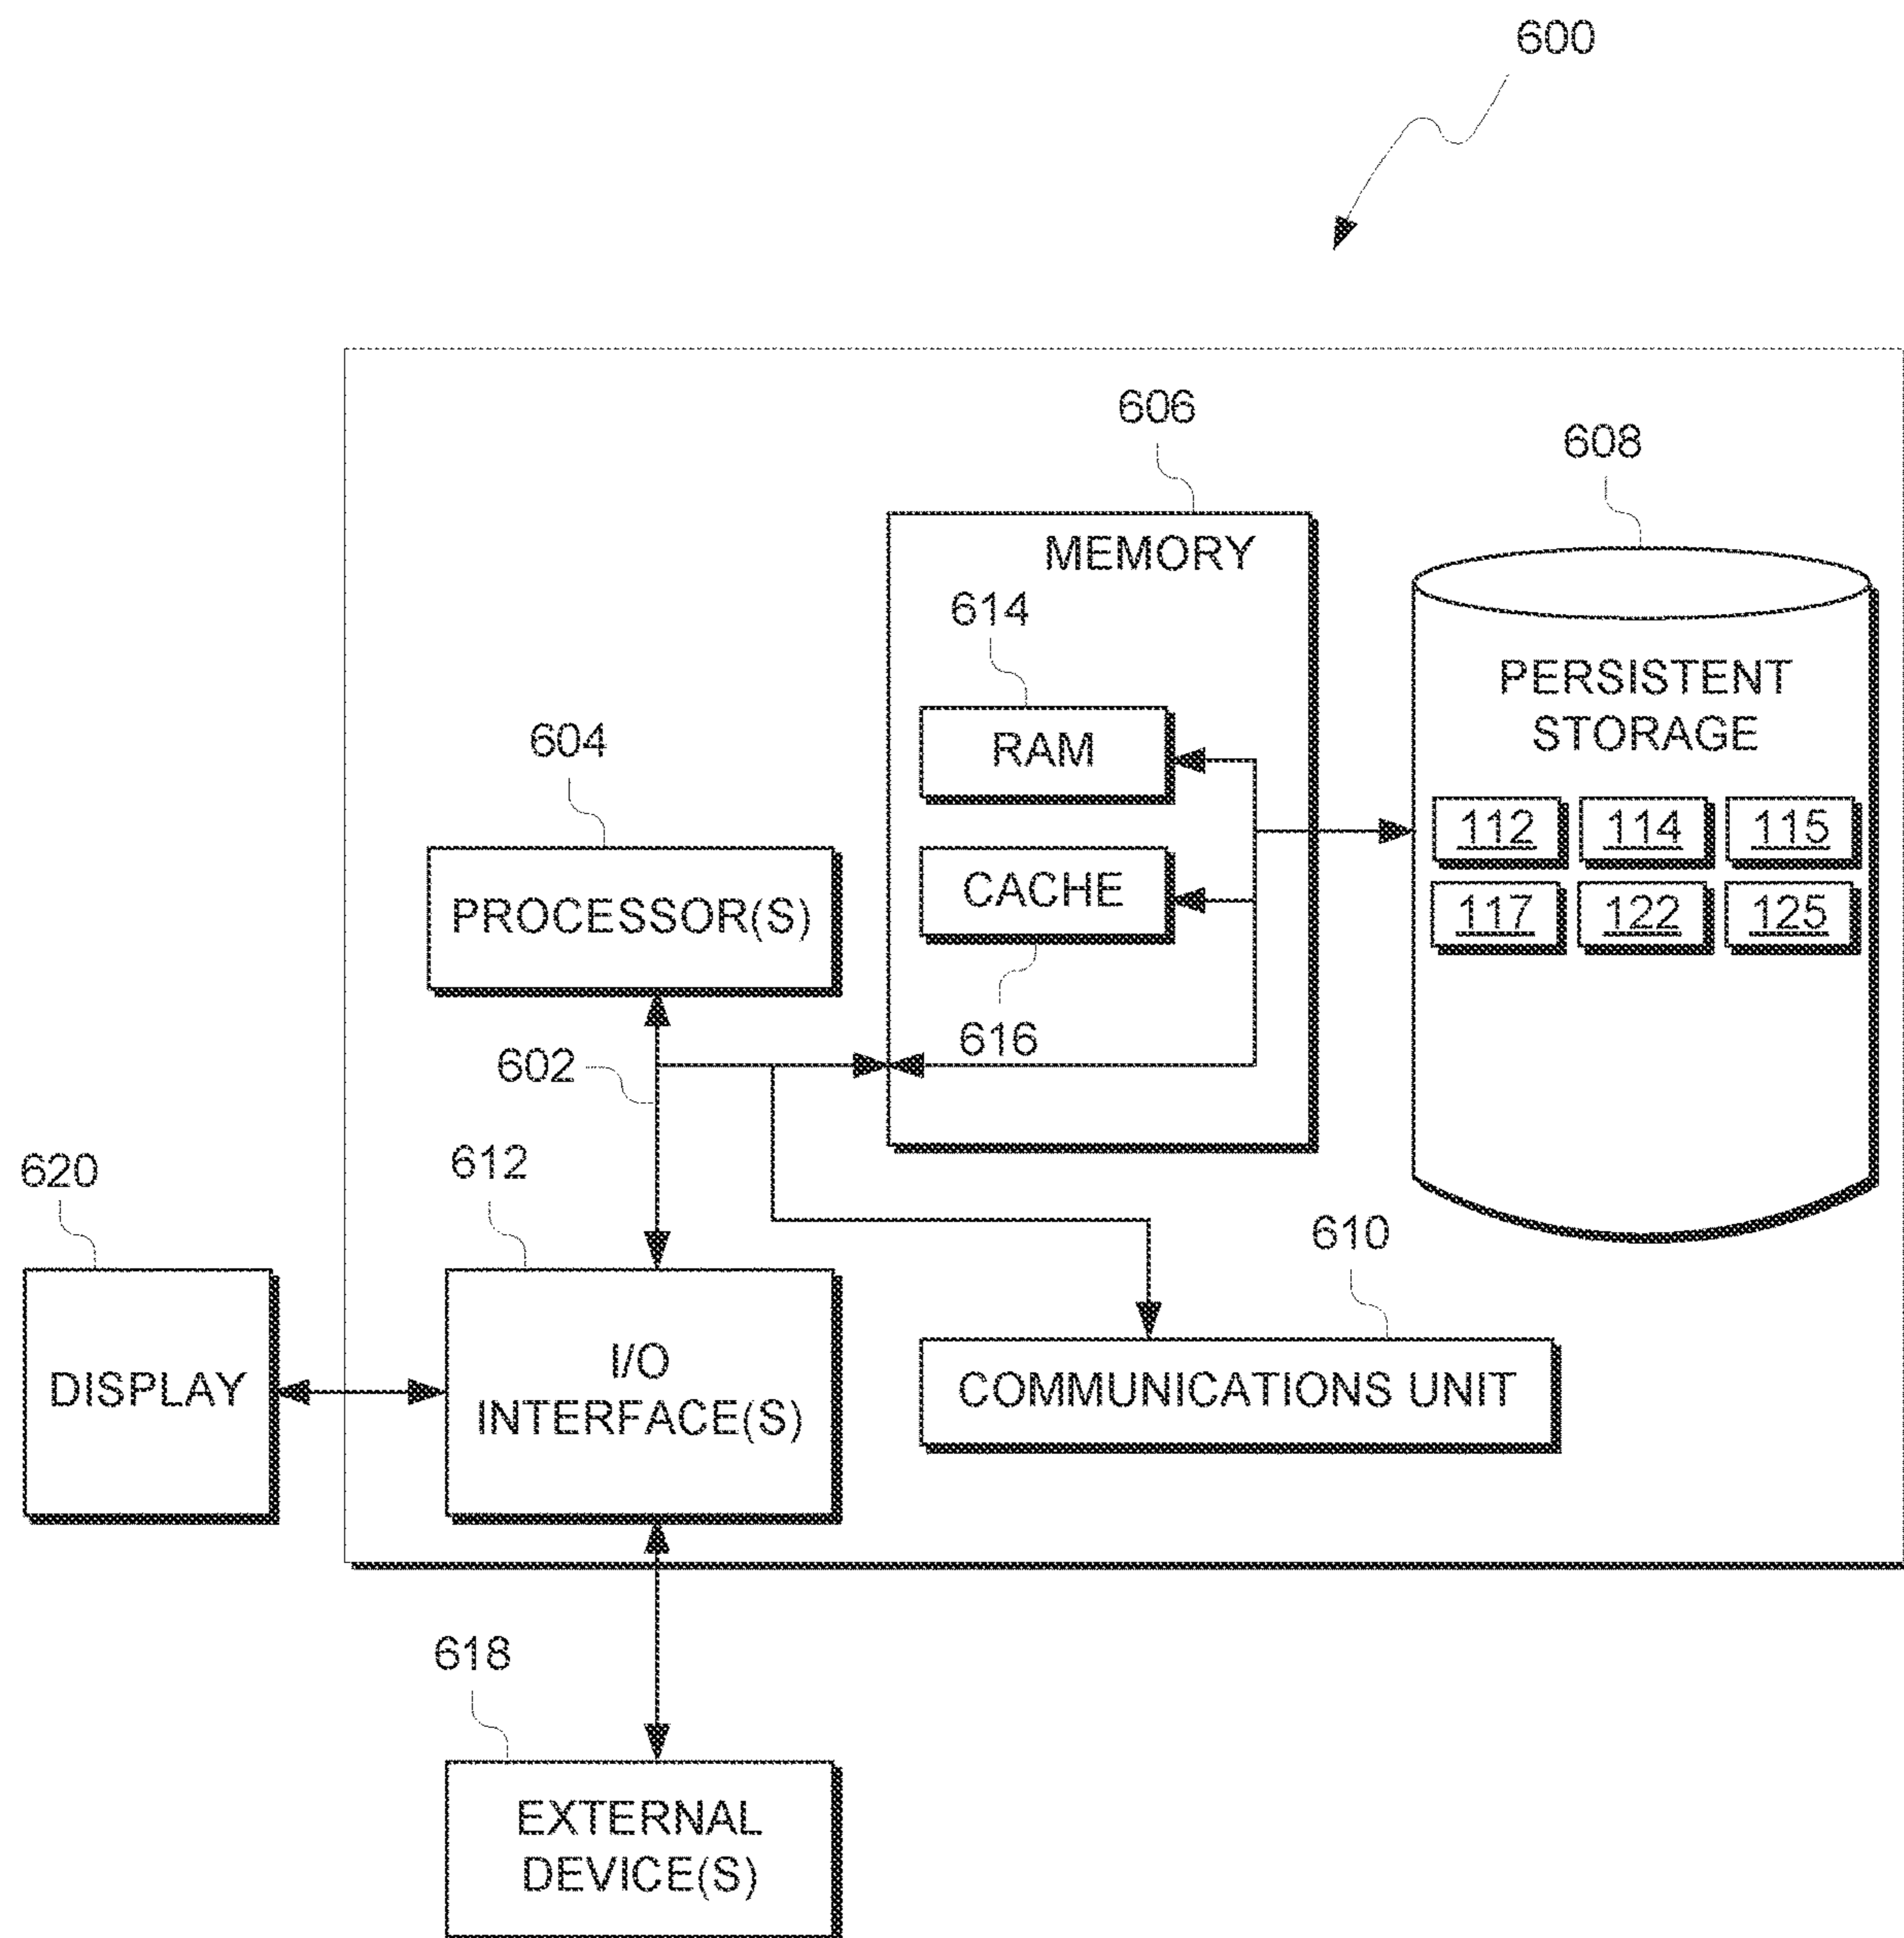 600
606
608
MEMORY
614
PERSISTENT
STORAGE
RAM
604
112 114 115
CACHE
PROCESSOR(S)
117 122 125
616
602
620
612
610
I/O
INTERFACE(S)
DISPLAY
COMMUNICATIONS UNIT
618
EXTERNAL
DEVICE(S)